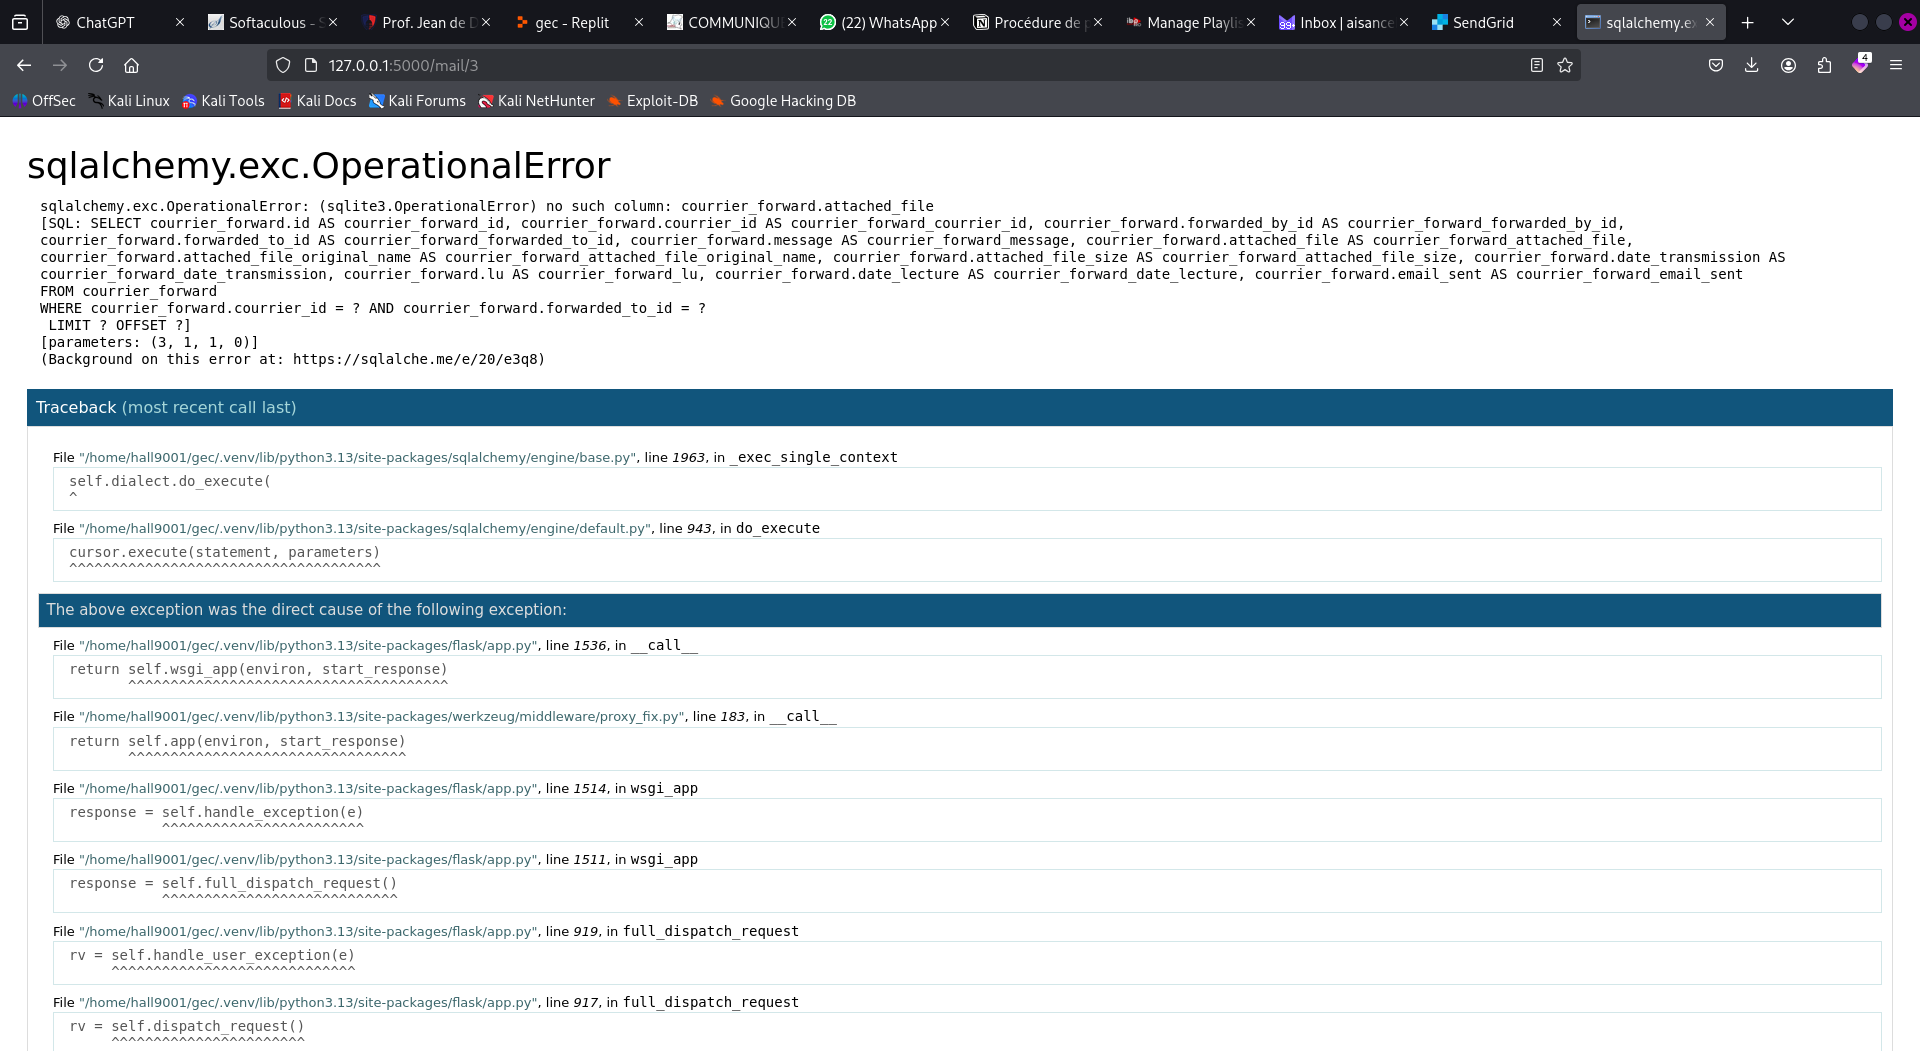 ChatGPT
Softaculous - S
Prof. Jean de D
gec - Replit
COMMUNIQU
(22) WhatsApp
Procédure de p
Manage Playlis
Inbox | aisance
SendGrid
sqlalchemy.ex
127.0.0.1:5000/mail/3
4
OffSec
Kali Linux
Kali Tools
Kali Docs
Kali Forums
Kali NetHunter
Exploit-DB
Google Hacking DB
sqlalchemy.exc.OperationalError
sqlalchemy.exc.OperationalError: (sqlite3.OperationalError) no such column: courrier_forward.attached_file
[SQL: SELECT courrier_forward.id AS courrier_forward_id, courrier_forward.courrier_id AS courrier_forward_courrier_id, courrier_forward.forwarded_by_id AS courrier_forward_forwarded_by_id,
courrier_forward.forwarded_to_id AS courrier_forward_forwarded_to_id, courrier_forward.message AS courrier_forward_message, courrier_forward.attached_file AS courrier_forward_attached_file,
courrier_forward.attached_file_original_name AS courrier_forward_attached_file_original_name, courrier_forward.attached_file_size AS courrier_forward_attached_file_size, courrier_forward.date_transmission AS
courrier_forward_date_transmission, courrier_forward.lu AS courrier_forward_lu, courrier_forward.date_lecture AS courrier_forward_date_lecture, courrier_forward.email_sent AS courrier_forward_email_sent
FROM courrier_forward
WHERE courrier_forward.courrier_id = ? AND courrier_forward.forwarded_to_id = ?
 LIMIT ? OFFSET ?]
[parameters: (3, 1, 1, 0)]
(Background on this error at: https://sqlalche.me/e/20/e3q8)
Traceback (most recent call last)
File "/home/hall9001/gec/.venv/lib/python3.13/site-packages/sqlalchemy/engine/base.py", line 1963, in _exec_single_context
self.dialect.do_execute(
^
File "/home/hall9001/gec/.venv/lib/python3.13/site-packages/sqlalchemy/engine/default.py", line 943, in do_execute
cursor.execute(statement, parameters)
^^^^^^^^^^^^^^^^^^^^^^^^^^^^^^^^^^^^^
The above exception was the direct cause of the following exception:
File "/home/hall9001/gec/.venv/lib/python3.13/site-packages/flask/app.py", line 1536, in __call__
return self.wsgi_app(environ, start_response)
       ^^^^^^^^^^^^^^^^^^^^^^^^^^^^^^^^^^^^^^
File "/home/hall9001/gec/.venv/lib/python3.13/site-packages/werkzeug/middleware/proxy_fix.py", line 183, in __call__
return self.app(environ, start_response)
       ^^^^^^^^^^^^^^^^^^^^^^^^^^^^^^^^^
File "/home/hall9001/gec/.venv/lib/python3.13/site-packages/flask/app.py", line 1514, in wsgi_app
response = self.handle_exception(e)
           ^^^^^^^^^^^^^^^^^^^^^^^^
File "/home/hall9001/gec/.venv/lib/python3.13/site-packages/flask/app.py", line 1511, in wsgi_app
response = self.full_dispatch_request()
           ^^^^^^^^^^^^^^^^^^^^^^^^^^^^
File "/home/hall9001/gec/.venv/lib/python3.13/site-packages/flask/app.py", line 919, in full_dispatch_request
rv = self.handle_user_exception(e)
     ^^^^^^^^^^^^^^^^^^^^^^^^^^^^^
File "/home/hall9001/gec/.venv/lib/python3.13/site-packages/flask/app.py", line 917, in full_dispatch_request
rv = self.dispatch_request()
     ^^^^^^^^^^^^^^^^^^^^^^^